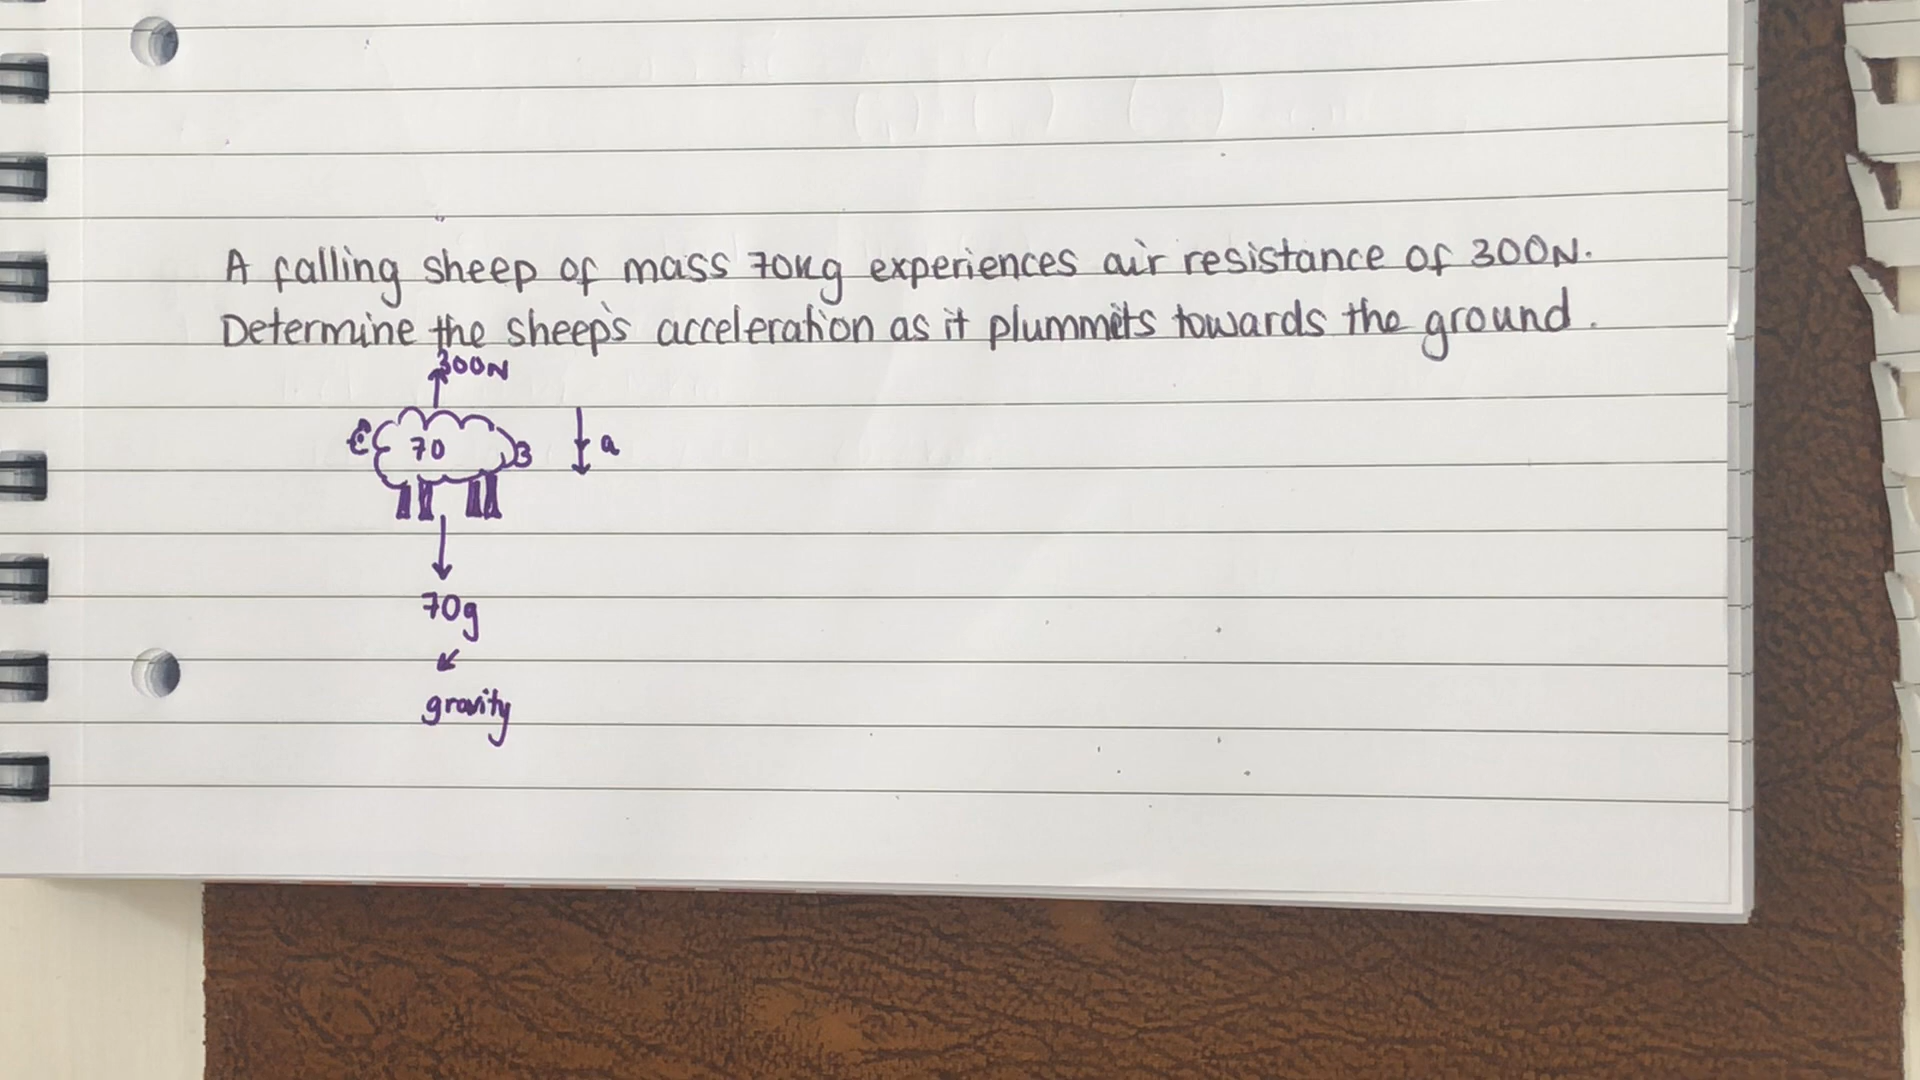 A falling sheep of mass 70kg experiences air resistance of 300N.
Determine the sheep's acceleration as it plummets towards the ground.
300N
70
a
70g
gravity